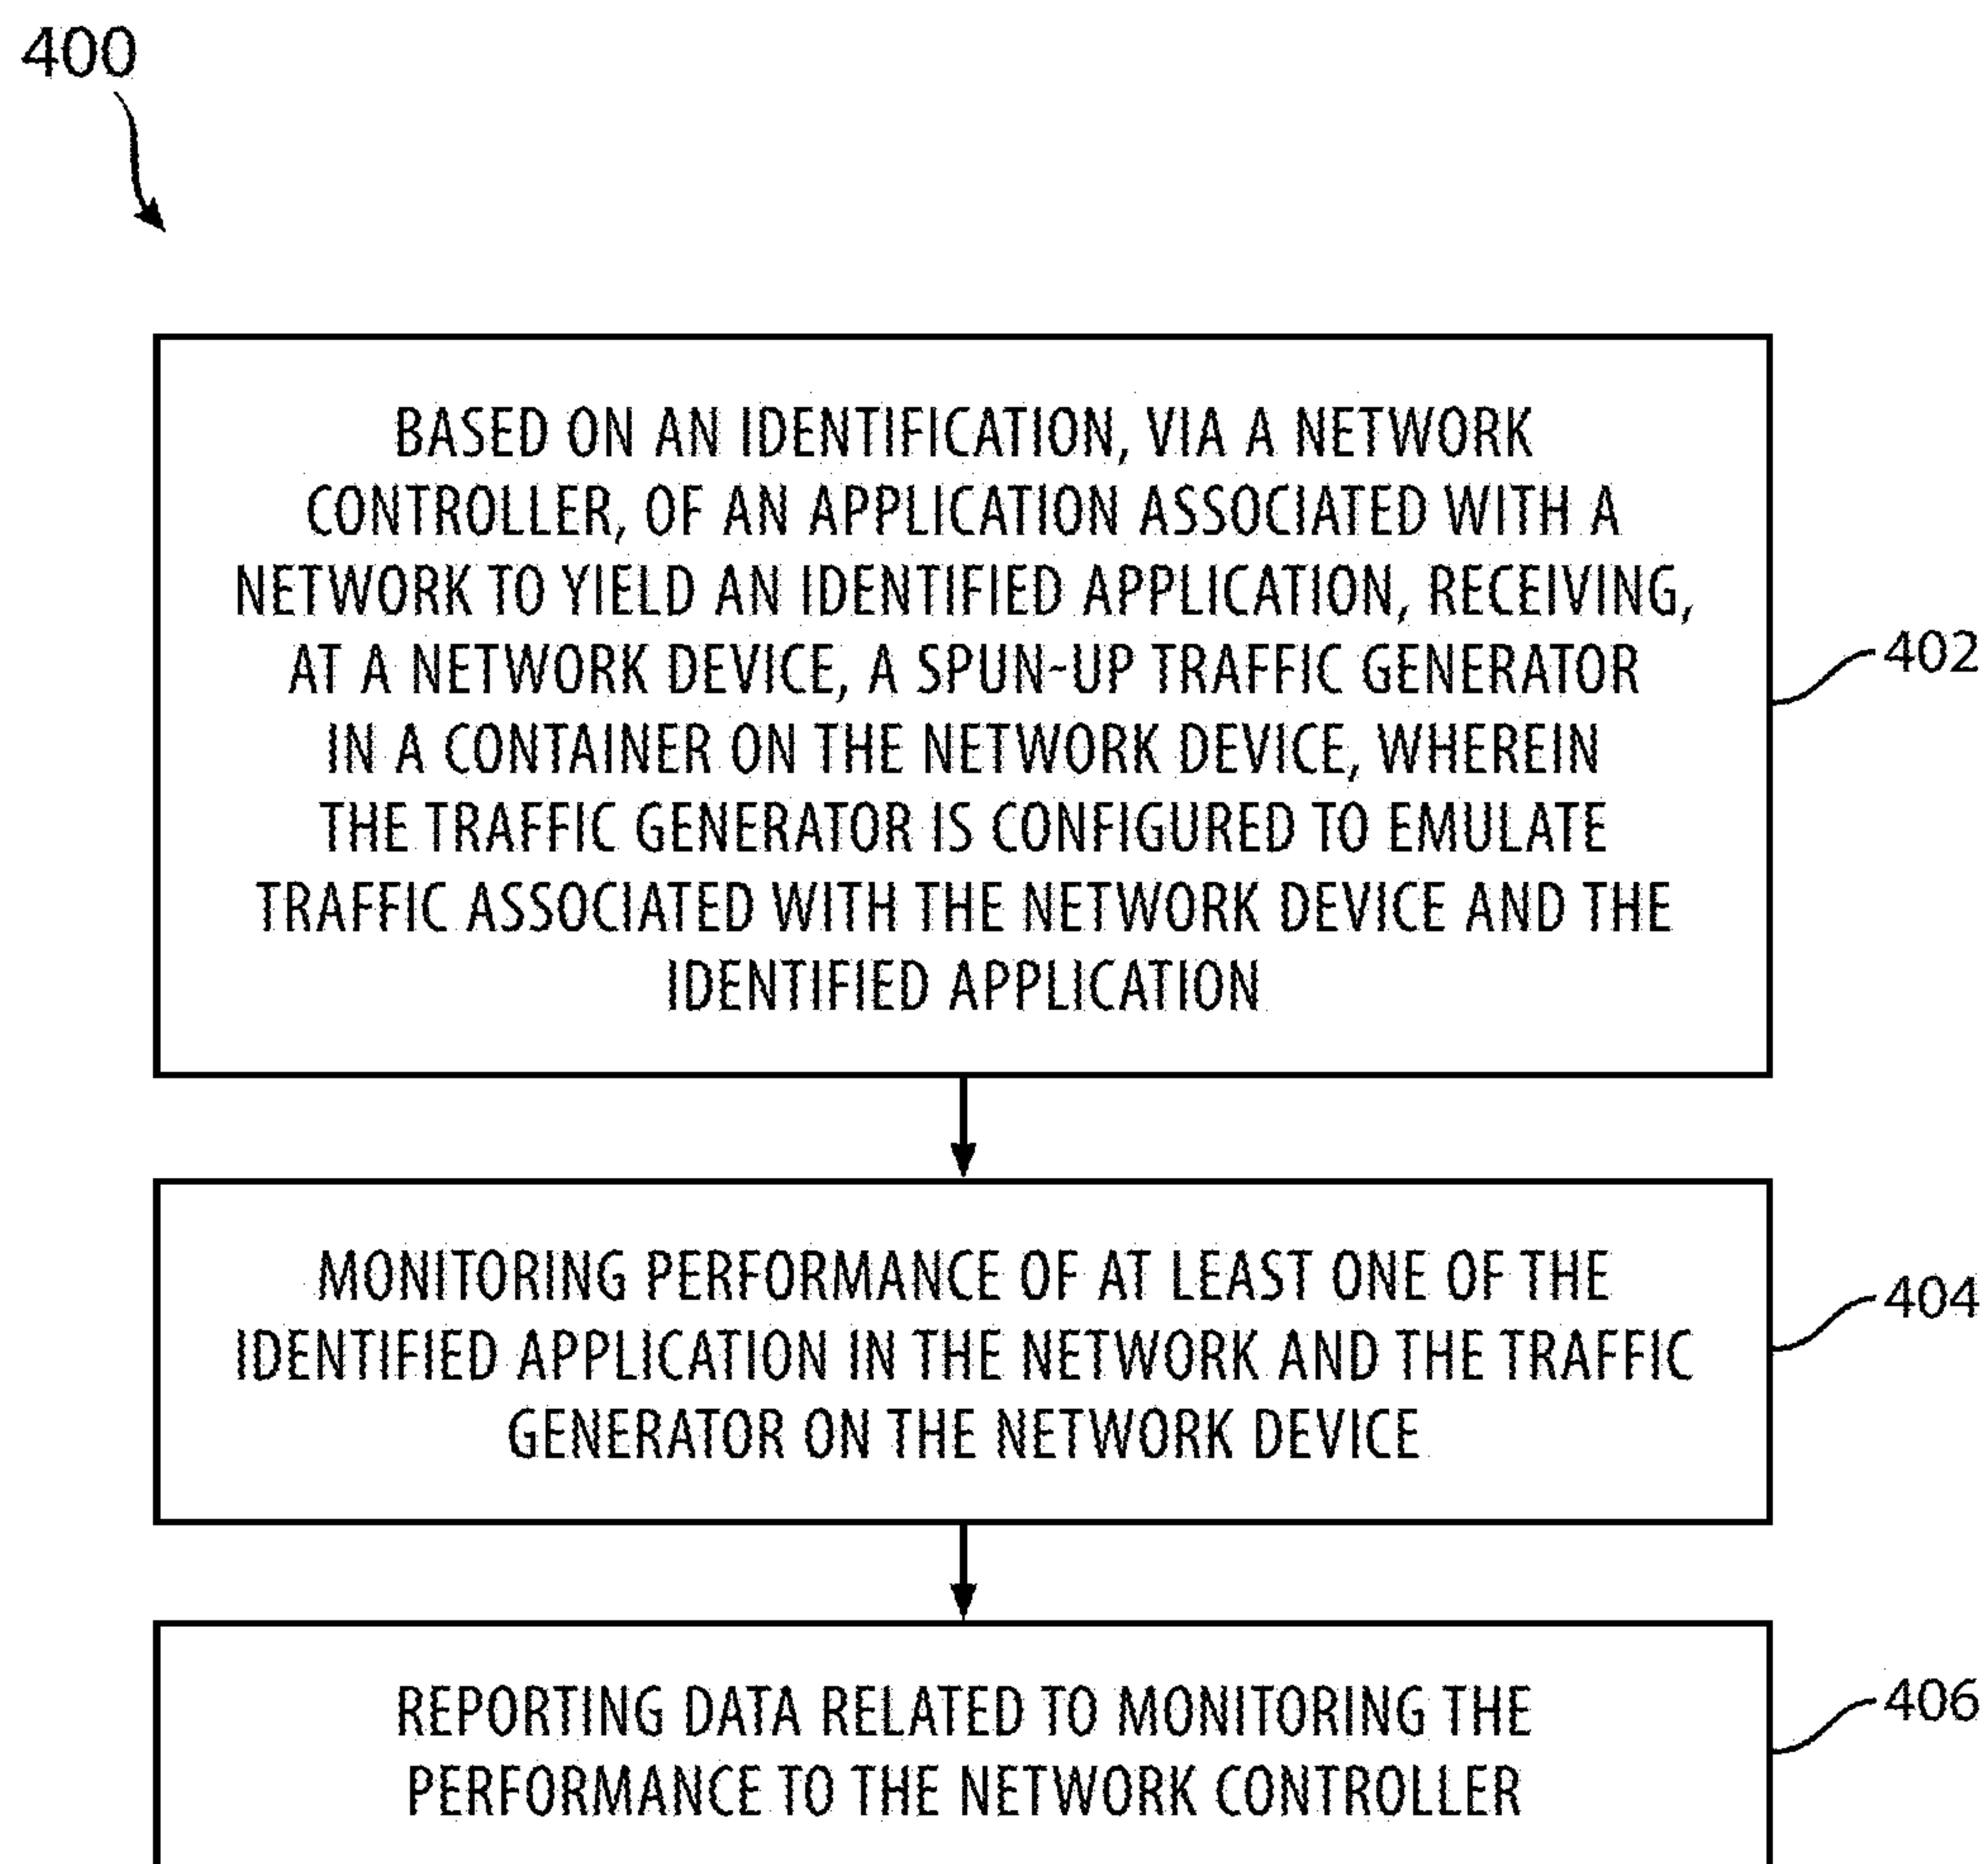 400
BASED ON AN IDENTIFICATION, VIA A NETWORK
CONTROLLER, OF AN APPLICATION ASSOCIATED WITH A
NETWORK TO YIELD AN IDENTIFIED APPLICATION, RECEIVING,
AT A NETWORK DEVICE, A SPUN-UP TRAFFIC GENERATOR
IN A CONTAINER ON THE NETWORK DEVICE, WHEREIN
THE TRAFFIC GENERATOR IS CONFIGURED TO EMULATE
TRAFFIC ASSOCIATED WITH THE NETWORK DEVICE AND THE
IDENTIFIED APPLICATION
402
MONITORING PERFORMANCE OF AT LEAST ONE OF THE
IDENTIFIED APPLICATION IN THE NETWORK AND THE TRAFFIC
GENERATOR ON THE NETWORK DEVICE
404
REPORTING DATA RELATED TO MONITORING THE
PERFORMANCE TO THE NETWORK CONTROLLER
406